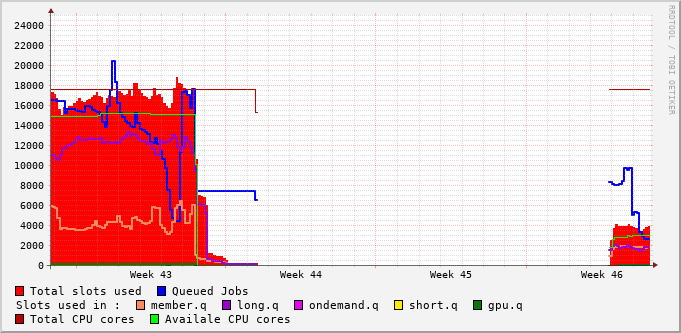 24000
22000
20000
18000
16000
14000
12000
10000
8000
6000
4000
2000
0
Week 43 Week 44 Week 45 Week 46
Total slots used Queued Jobs
Slots used in : member.q long.q ondemand.q short.q gpu.q
Total CPU cores Availale CPU cores
RRDTOOL / TOBI OETIKER